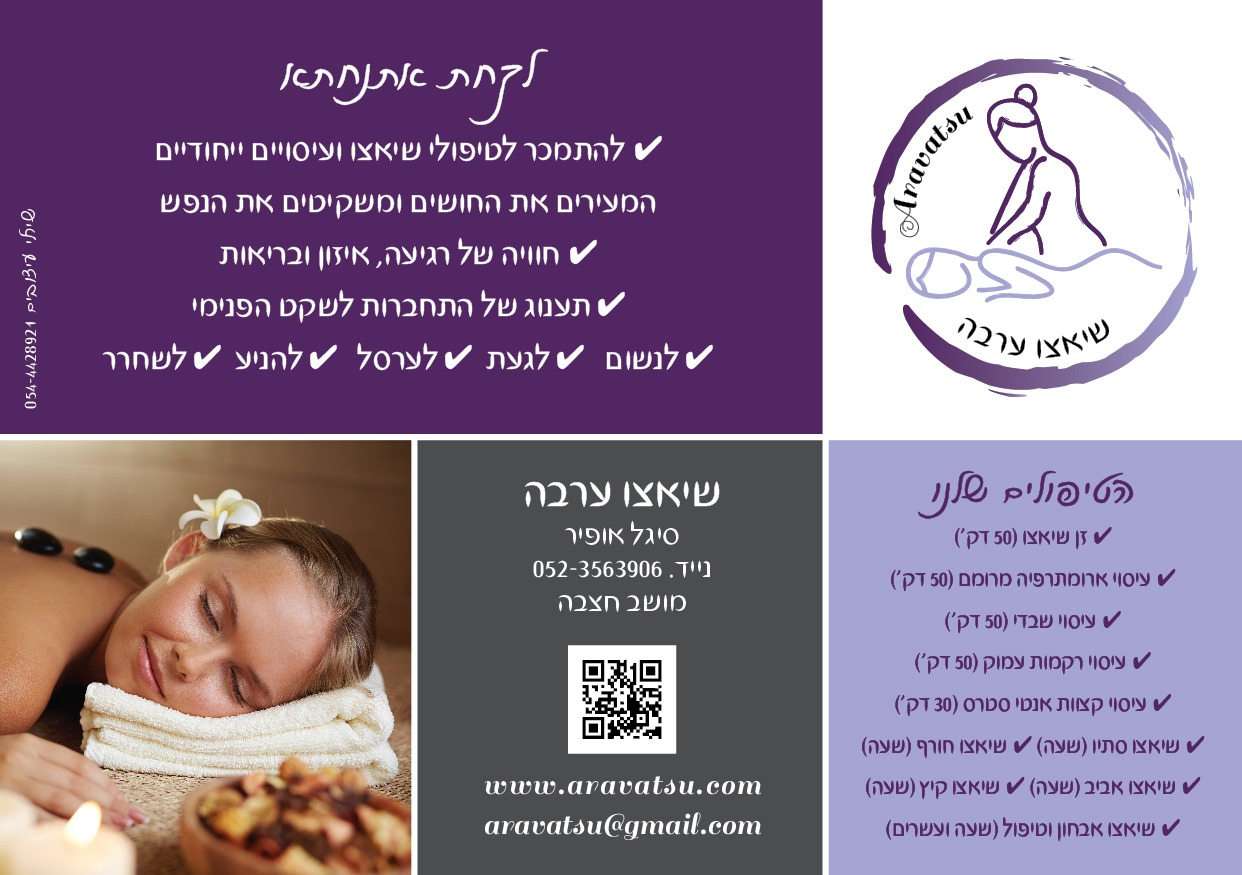 לקחת אתנחתא
✔ להתמכר לטיפולי שיאצו ועיסויים ייחודיים
המצירים את החושים ומשקיטים את הנפש
✔ חוויה של רגיעה, איזון ובריאות
✔ תענוג של התחברות לשקט הפנימי
✔ לנשום ✔ לגעת ✔ לערסל ✔ להניע ✔ לשחרר
שילי עיצובים 054-4428921
Aravatsu
שיאצו ערבה
שיאצו ערבה
סיגל אופיר
נייד. 052-3563906
מושב חצבה
www.aravatsu.com
aravatsu@gmail.com
הטיפולים שלנו
✔ זן שיאצו (50 דק')
✔ עיסוי ארומתרפיה מרומם (50 דק')
✔ עיסוי שבדי (50 דק')
✔ עיסוי רקמות עמוק (50 דק')
✔ עיסוי קצוות אנטי סטרס (30 דק')
✔ שיאצו סתיו (שעה) ✔ שיאצו חורף (שעה)
✔ שיאצו אביב (שעה) ✔ שיאצו קיץ (שעה)
✔ שיאצו אבחון וטיפול (שעה ועשרים)